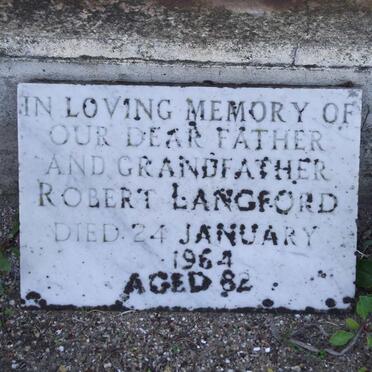 IN LOVING MEMORY OF
OUR DEAR FATHER
AND GRANDFATHER
ROBERT LANGFORD
DIED 24 JANUARY
1964
AGED 82